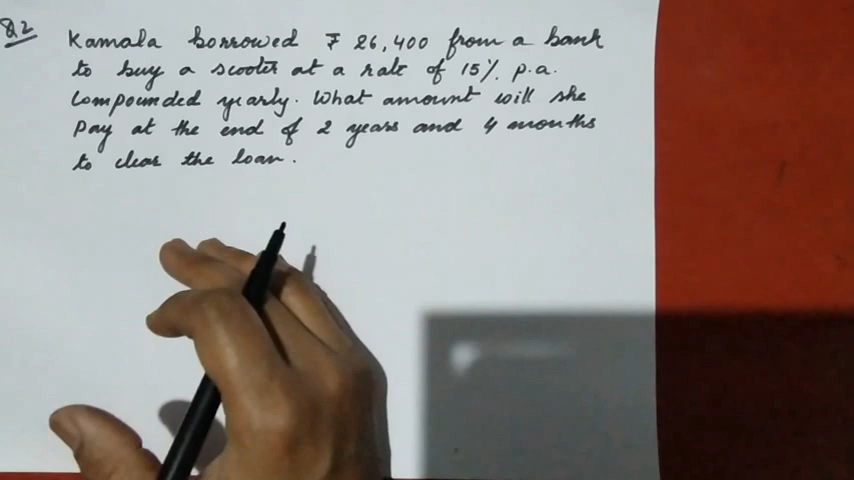 Q2 Kamala borrowed ₹ 26,400 from a bank
to buy a scooter at a rate of 15% p.a.
compounded yearly. What amount will she
pay at the end of 2 years and 4 months
to clear the loan.